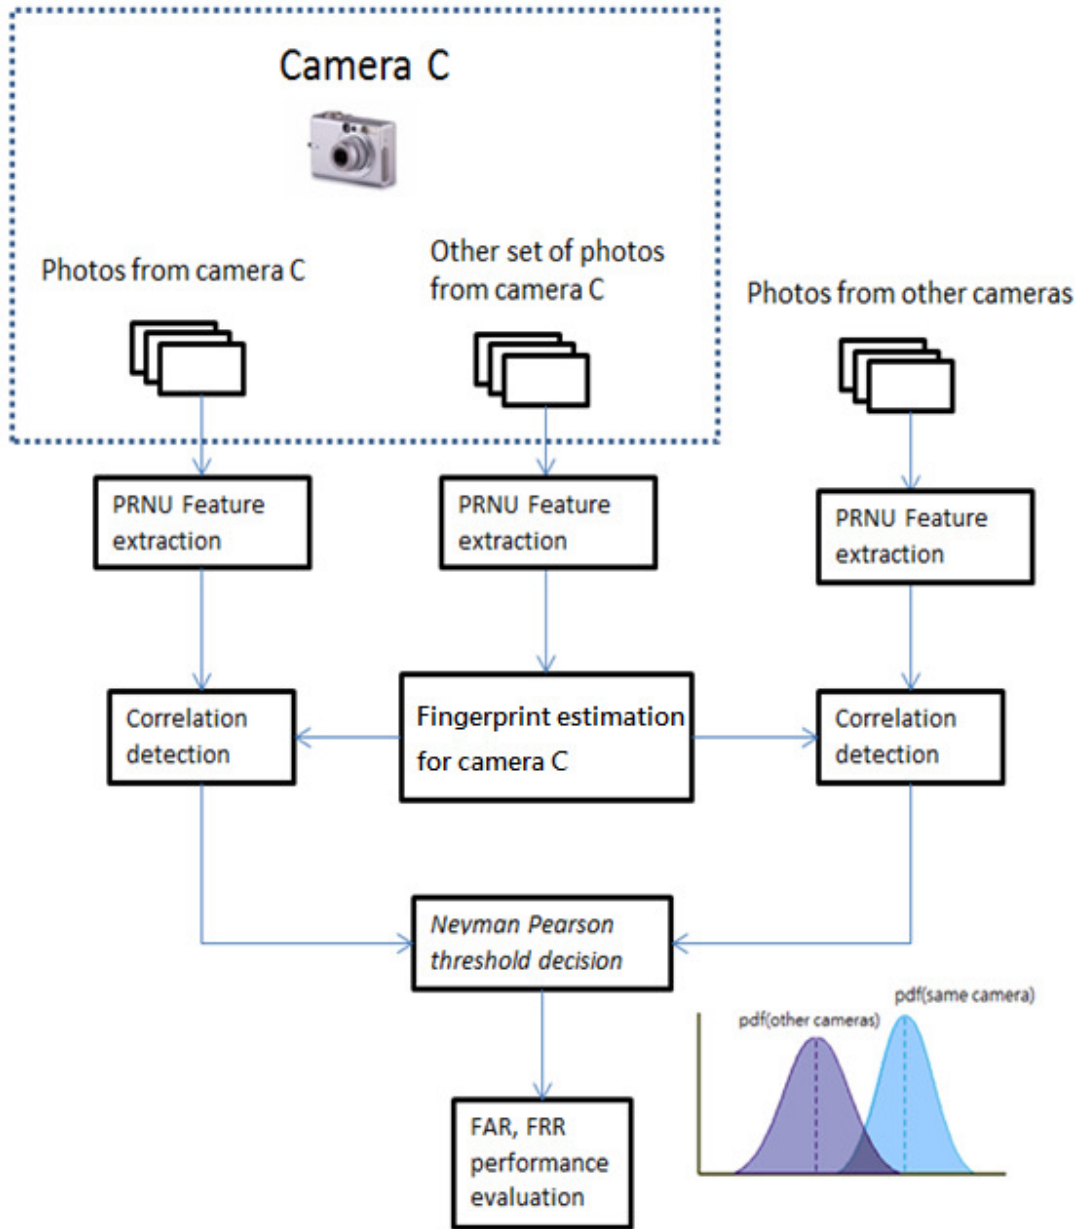 Camera C
Photos from camera C
Other set of photos
from camera C
Photos from other cameras
PRNU Feature
extraction
PRNU Feature
extraction
PRNU Feature
extraction
Correlation
detection
Fingerprint estimation
for camera C
Correlation
detection
Neyman Pearson
threshold decision
pdf(same camera)
pdf(other cameras)
FAR, FRR
performance
evaluation